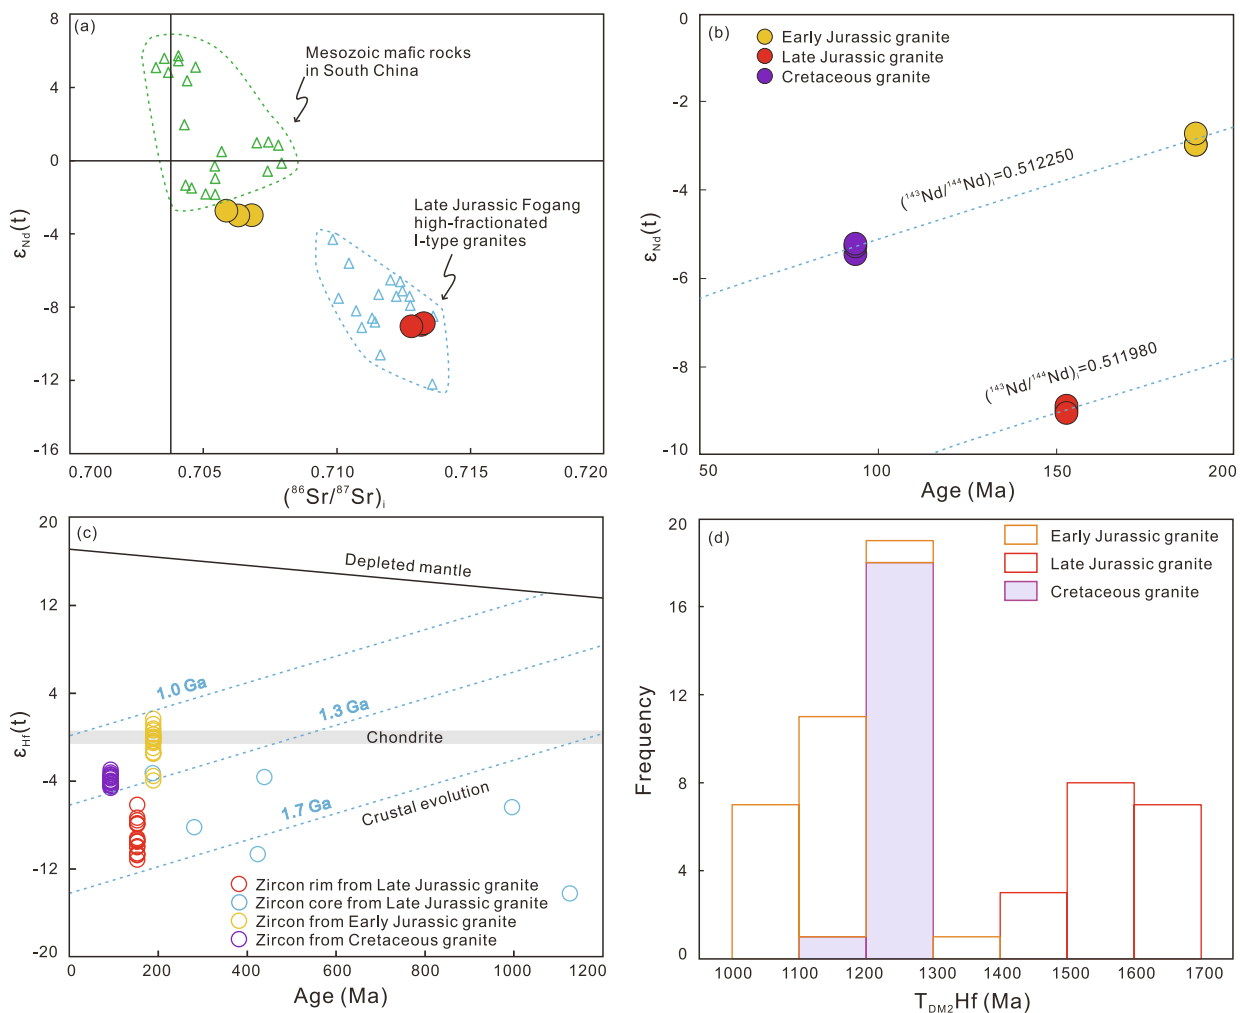 (a)
8
4
0
-4
-8
-12
-16
εNd(t)
Mesozoic mafic rocks
in South China
Late Jurassic Fogang
high-fractionated
I-type granites
0.700
0.705
0.710
0.715
0.720
(⁸⁶Sr/⁸⁷Sr)i
(b)
0
-2
-4
-6
-8
-10
εNd(t)
Early Jurassic granite
Late Jurassic granite
Cretaceous granite
(¹⁴³Nd/¹⁴⁴Nd)i=0.512250
(¹⁴³Nd/¹⁴⁴Nd)i=0.511980
50
100
150
200
Age (Ma)
(c)
20
12
4
-4
-12
-20
εHf(t)
Depleted mantle
1.0 Ga
1.3 Ga
Chondrite
1.7 Ga
Crustal evolution
Zircon rim from Late Jurassic granite
Zircon core from Late Jurassic granite
Zircon from Early Jurassic granite
Zircon from Cretaceous granite
0
200
400
600
800
1000
1200
Age (Ma)
(d)
20
16
12
8
4
0
Frequency
Early Jurassic granite
Late Jurassic granite
Cretaceous granite
1000
1100
1200
1300
1400
1500
1600
1700
TDM2Hf (Ma)